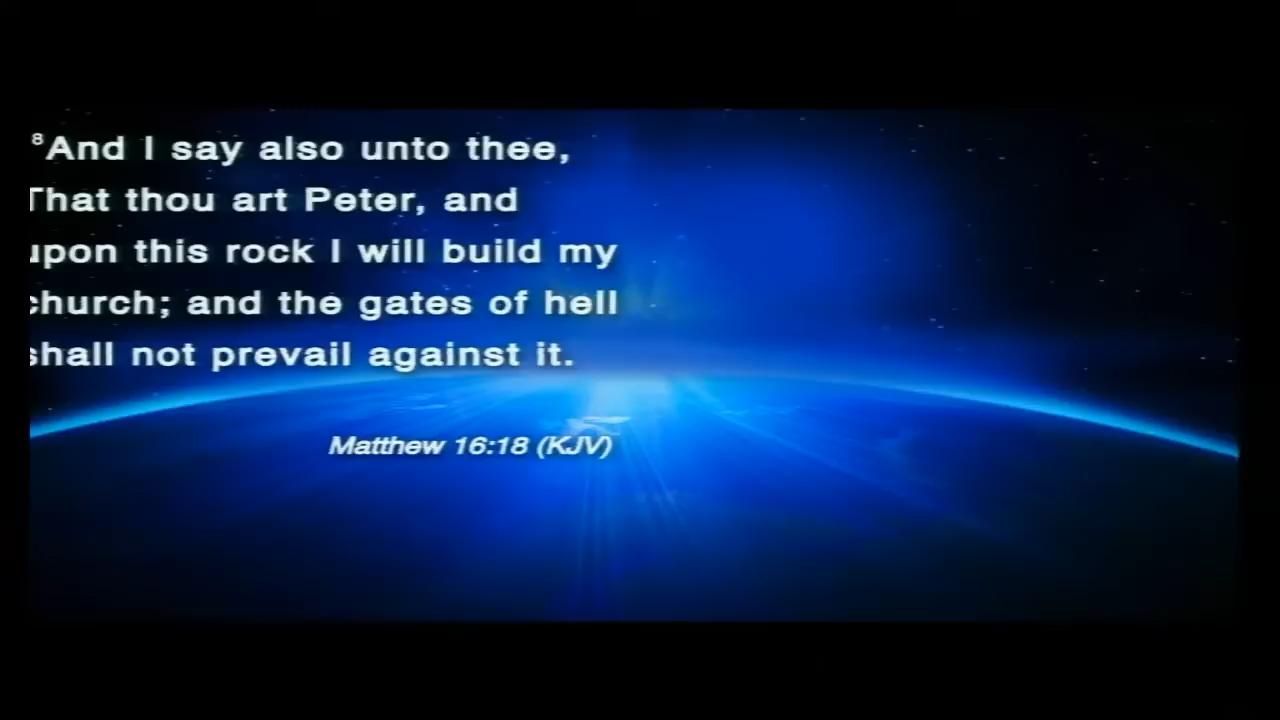 ⁸And I say also unto thee,
That thou art Peter, and
upon this rock I will build my
church; and the gates of hell
shall not prevail against it.
Matthew 16:18 (KJV)